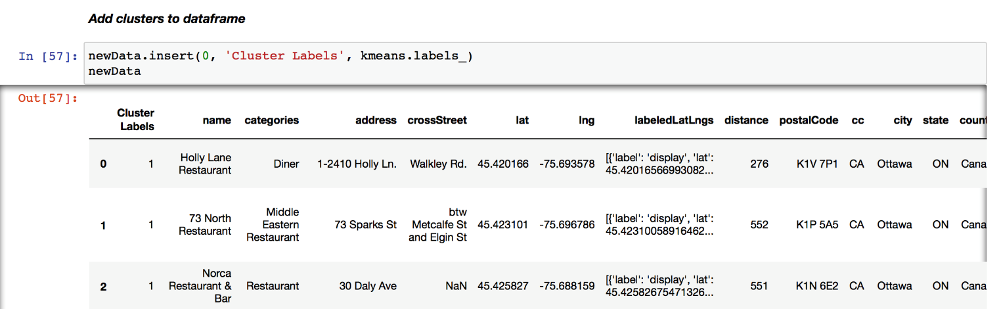 Add clusters to dataframe
In [57]: newData.insert(0, 'Cluster Labels', kmeans.labels_)
newData
Out[57]:
Cluster Labels name categories address crossStreet lat lng labeledLatLngs distance postalCode cc city state coun
0 1 Holly Lane Restaurant Diner 1-2410 Holly Ln. Walkley Rd. 45.420166 -75.693578 [{'label': 'display', 'lat': 45.42016566993082... 276 K1V 7P1 CA Ottawa ON Cana
1 1 73 North Restaurant Middle Eastern Restaurant 73 Sparks St btw Metcalfe St and Elgin St 45.423101 -75.696786 [{'label': 'display', 'lat': 45.42310058916462... 552 K1P 5A5 CA Ottawa ON Cana
2 1 Norca Restaurant & Bar Restaurant 30 Daly Ave NaN 45.425827 -75.688159 [{'label': 'display', 'lat': 45.42582675471326... 551 K1N 6E2 CA Ottawa ON Cana